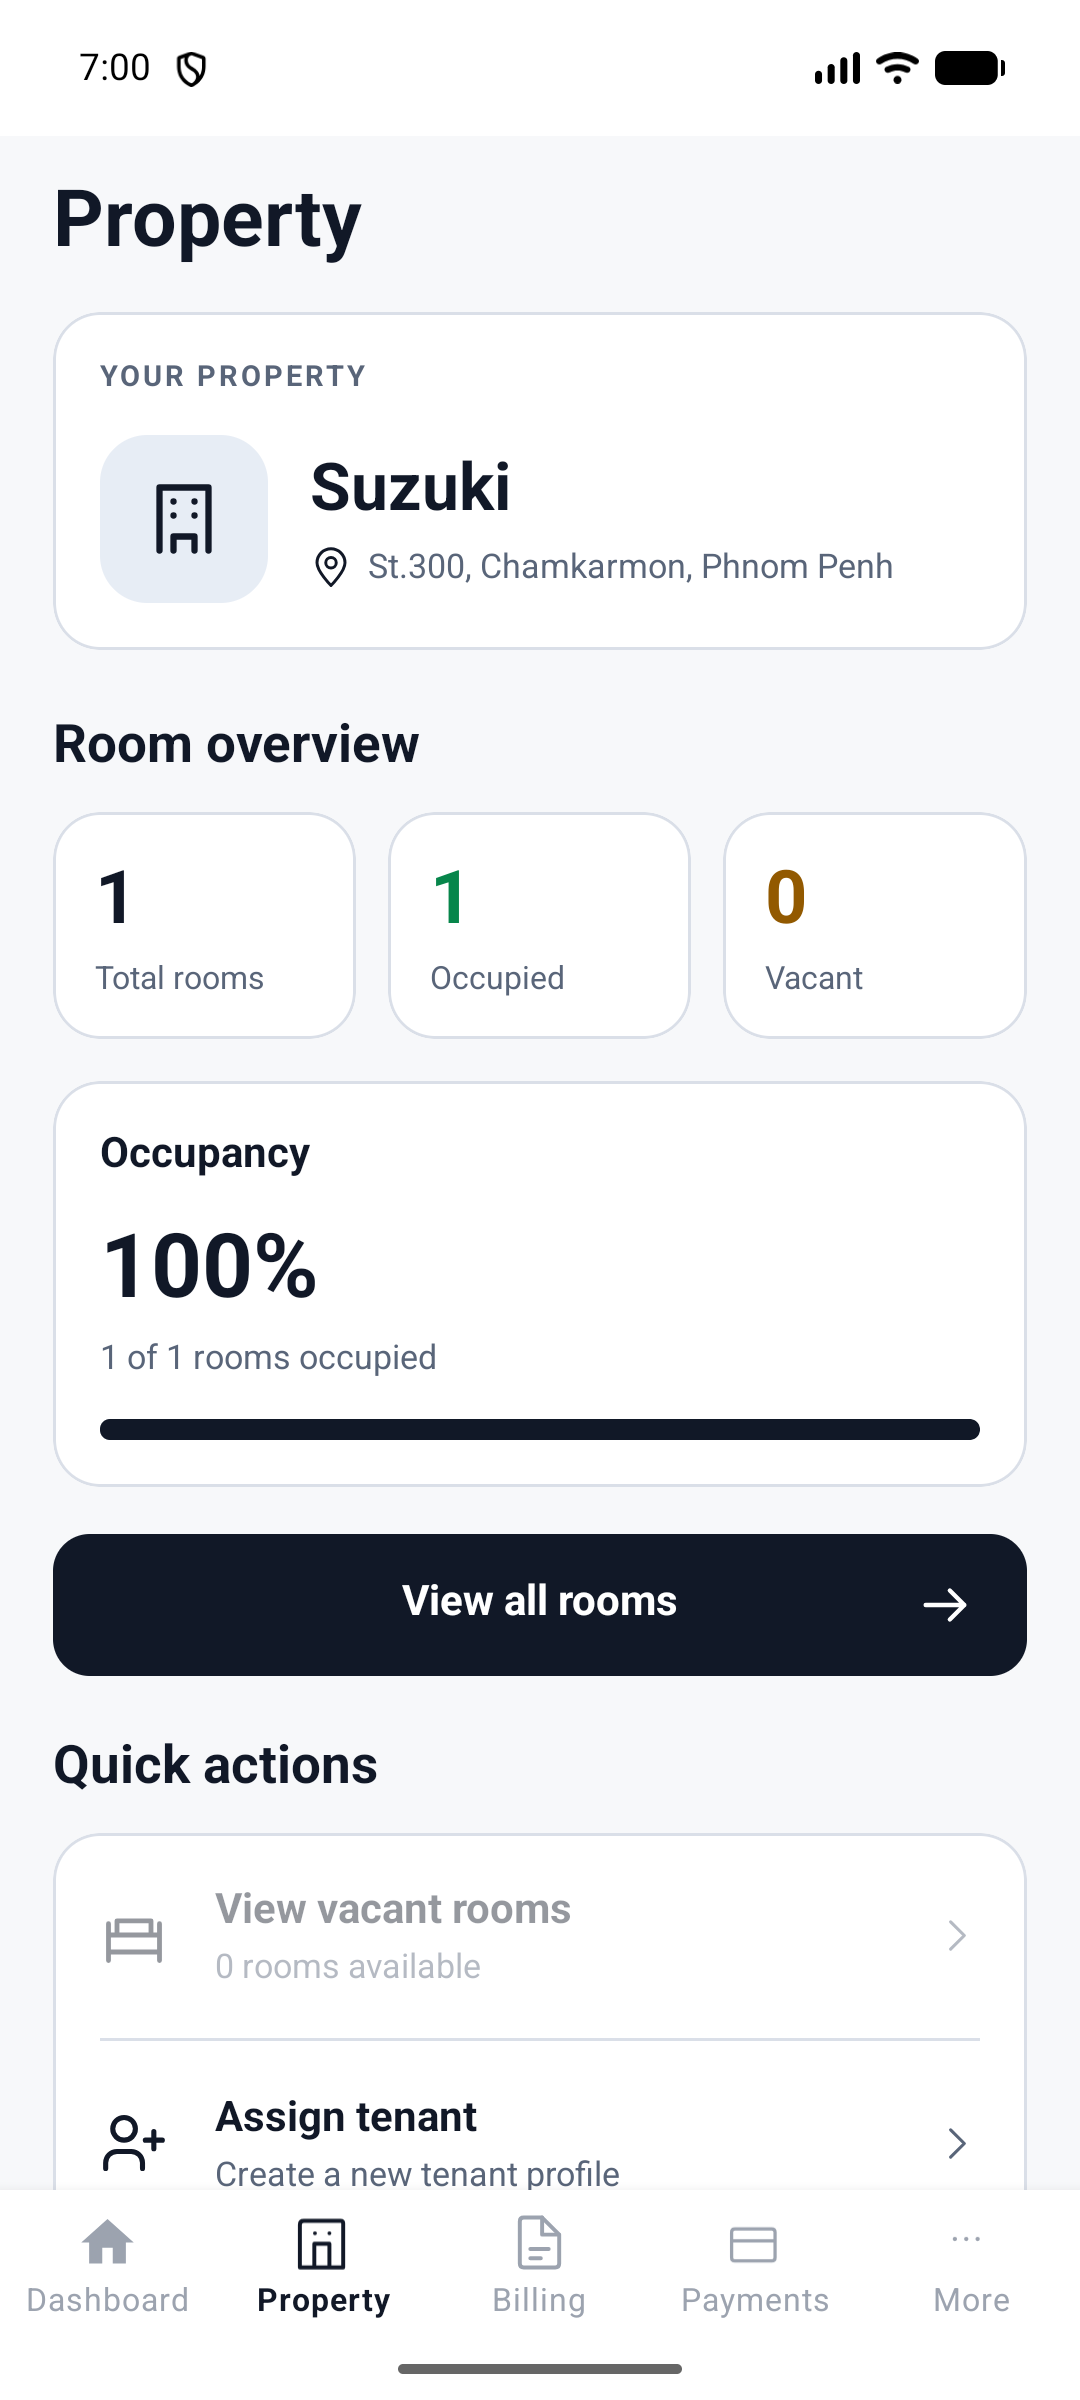 7:00
Property
YOUR PROPERTY
Suzuki
St.300, Chamkarmon, Phnom Penh
Room overview
1
Total rooms
1
Occupied
0
Vacant
Occupancy
100%
1 of 1 rooms occupied
View all rooms
Quick actions
View vacant rooms
0 rooms available
Assign tenant
Create a new tenant profile
Dashboard
Property
Billing
Payments
More